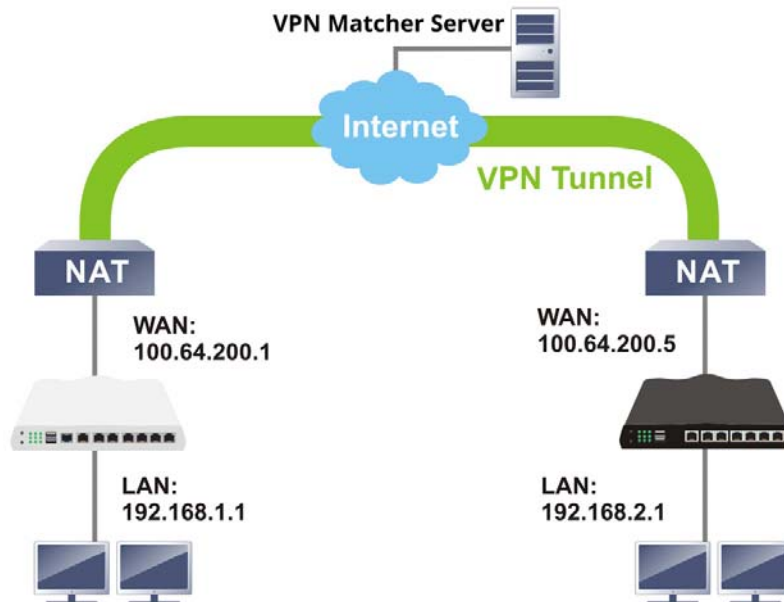 VPN Matcher Server
Internet
VPN Tunnel
NAT
NAT
WAN:
100.64.200.1
WAN:
100.64.200.5
LAN:
192.168.1.1
LAN:
192.168.2.1